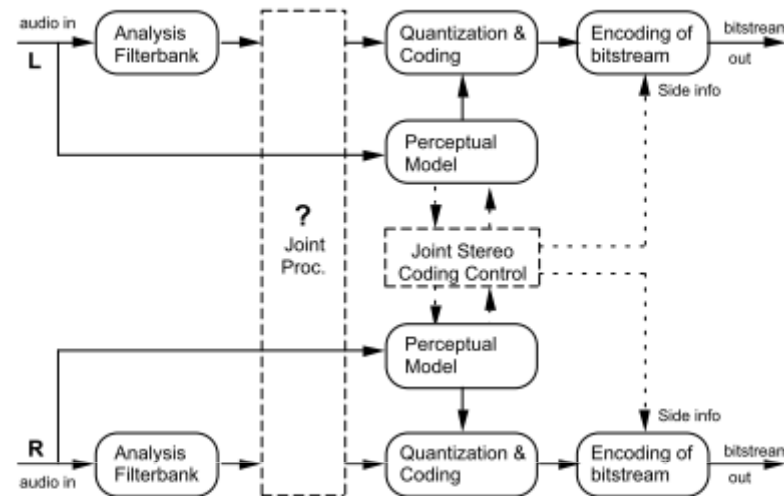 audio in
L
Analysis
Filterbank
Quantization &
Coding
Encoding of
bitstream
bitstream
out
Side info
Perceptual
Model
?
Joint
Proc.
Joint Stereo
Coding Control
Perceptual
Model
Side info
R
audio in
Analysis
Filterbank
Quantization &
Coding
Encoding of
bitstream
bitstream
out